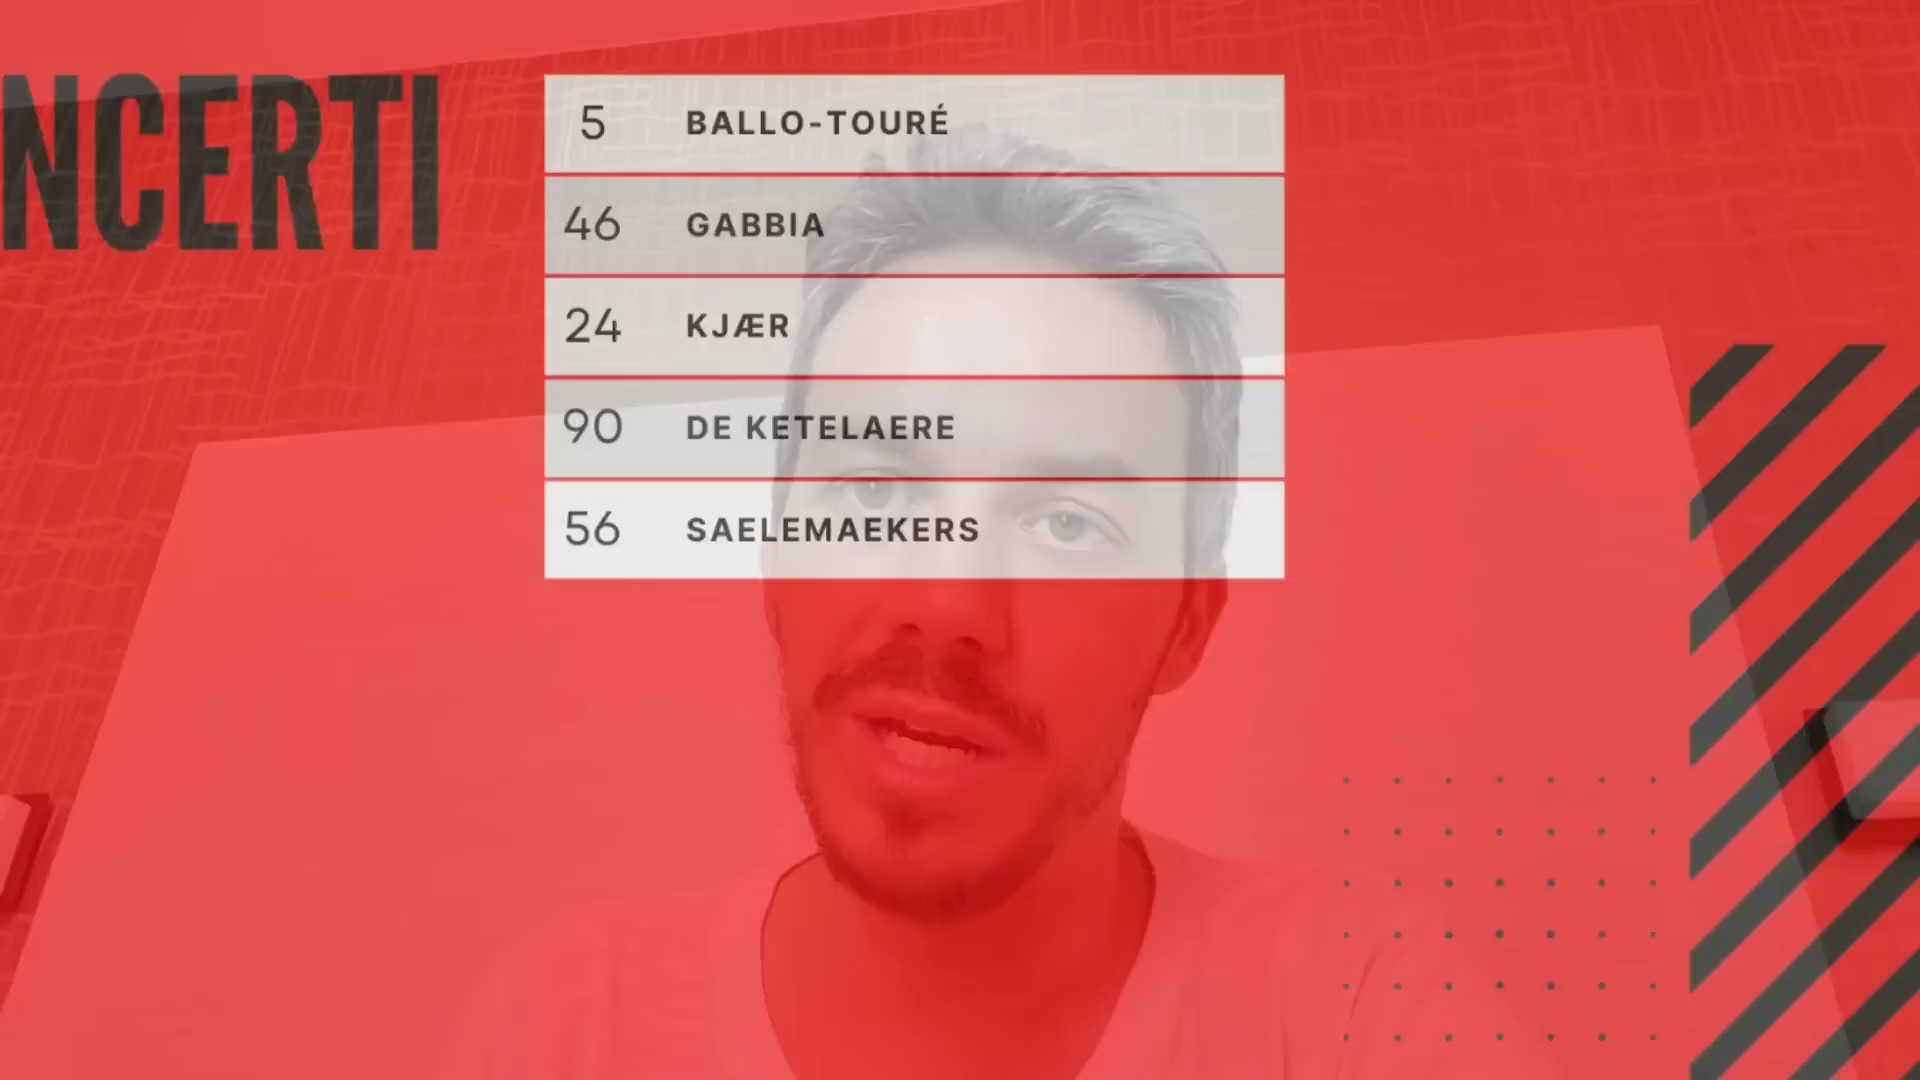 NCERTI
5 BALLO-TOURÉ
46 GABBIA
24 KJÆR
90 DE KETELAERE
56 SAELEMAEKERS